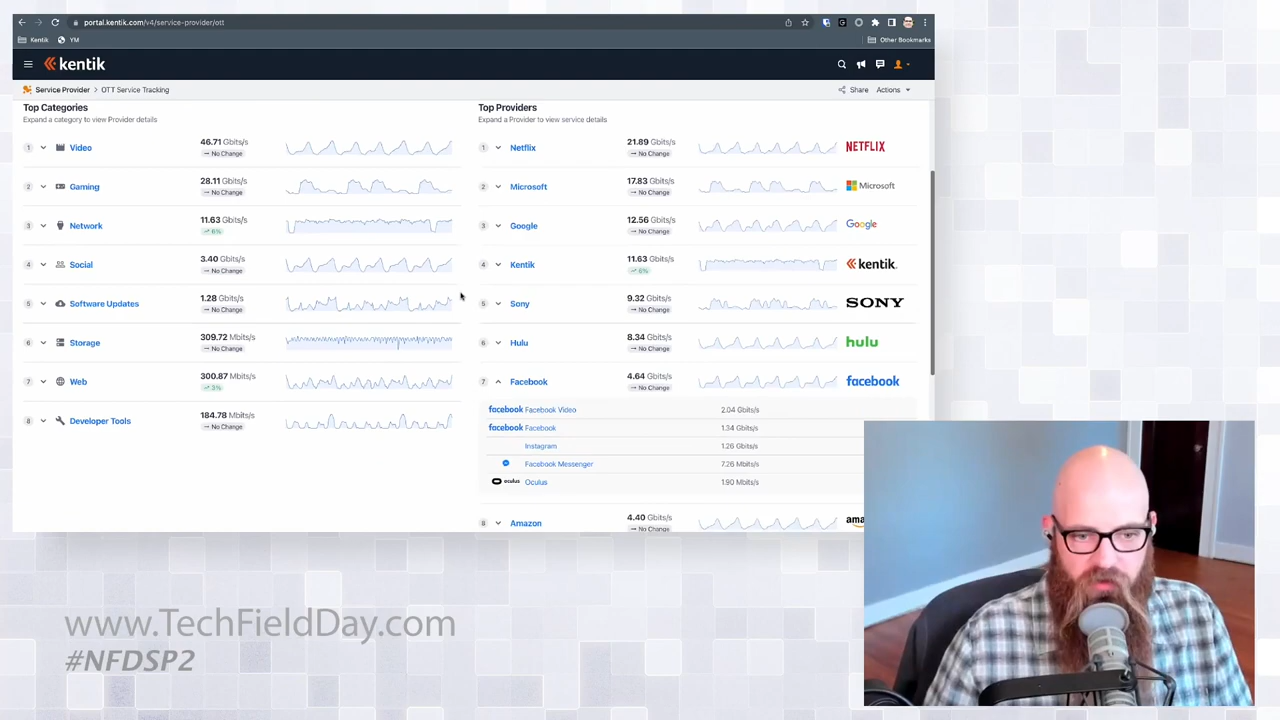 portal.kentik.com/v4/service-provider/ott
Kentik
YM
Other Bookmarks
kentik
Service Provider > OTT Service Tracking
Share
Actions
Top Categories
Expand a category to view Provider details
1 Video 46.71 Gbits/s
→ No Change
2 Gaming 28.11 Gbits/s
→ No Change
3 Network 11.63 Gbits/s
6%
4 Social 3.40 Gbits/s
→ No Change
5 Software Updates 1.28 Gbits/s
→ No Change
6 Storage 309.72 Mbits/s
→ No Change
7 Web 300.87 Mbits/s
3%
8 Developer Tools 184.78 Mbits/s
→ No Change
Top Providers
Expand a Provider to view service details
1 Netflix 21.89 Gbits/s NETFLIX
→ No Change
2 Microsoft 17.83 Gbits/s Microsoft
→ No Change
3 Google 12.56 Gbits/s Google
→ No Change
4 Kentik 11.63 Gbits/s kentik.
6%
5 Sony 9.32 Gbits/s SONY
→ No Change
6 Hulu 8.34 Gbits/s hulu
→ No Change
7 Facebook 4.64 Gbits/s facebook
→ No Change
facebook Facebook Video 2.04 Gbits/s
facebook Facebook 1.34 Gbits/s
Instagram 1.26 Gbits/s
Facebook Messenger 7.26 Mbits/s
oculus Oculus 1.90 Mbits/s
8 Amazon 4.40 Gbits/s ama
→ No Change
www.TechFieldDay.com
#NFDSP2